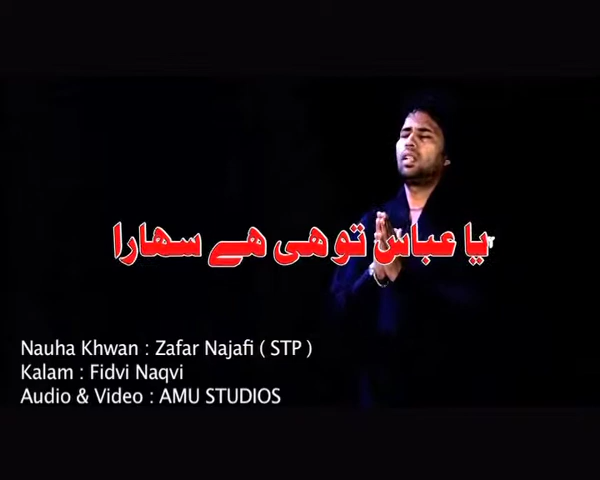 یا عباس تو ھی ھے سھارا
Nauha Khwan : Zafar Najafi ( STP )
Kalam : Fidvi Naqvi
Audio & Video : AMU STUDIOS